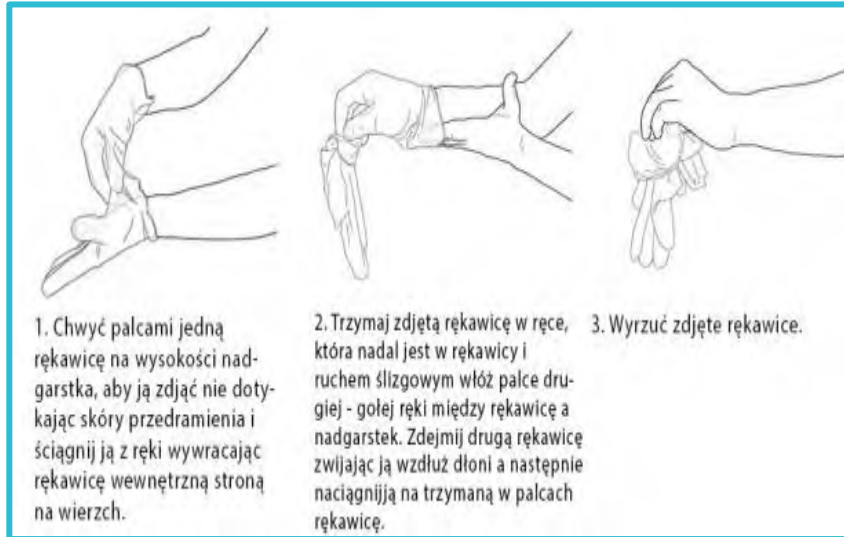 1. Chwyć palcami jedną
rękawicę na wysokości nad-
garstka, aby ją zdjąć nie doty-
kając skóry przedramienia i
ściągnij ją z ręki wywracając
rękawicę wewnętrzną stroną
na wierzch.
2. Trzymaj zdjętą rękawicę w ręce,
która nadal jest w rękawicy i
ruchem ślizgowym włóż palce dru-
giej - gołej ręki między rękawicę a
nadgarstek. Zdejmij drugą rękawicę
zwijając ją wzdłuż dłoni a następnie
naciągnijją na trzymaną w palcach
rękawicę.
3. Wyrzuć zdjęte rękawice.